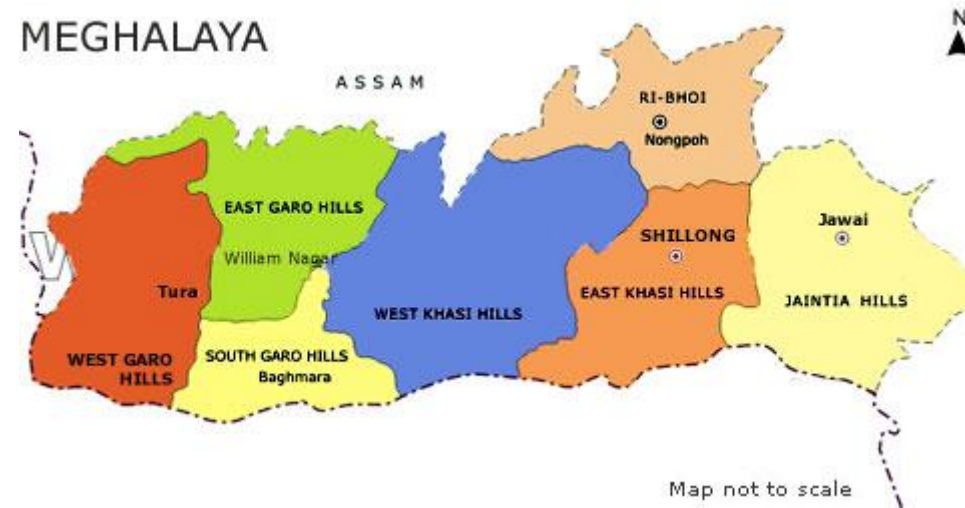 MEGHALAYA
N
ASSAM
RI-BHOI
Nongpoh
EAST GARO HILLS
Jawai
SHILLONG
William Nagar
Tura
EAST KHASI HILLS
JAINTIA HILLS
WEST KHASI HILLS
SOUTH GARO HILLS
WEST GARO
HILLS
Baghmara
Map not to scale